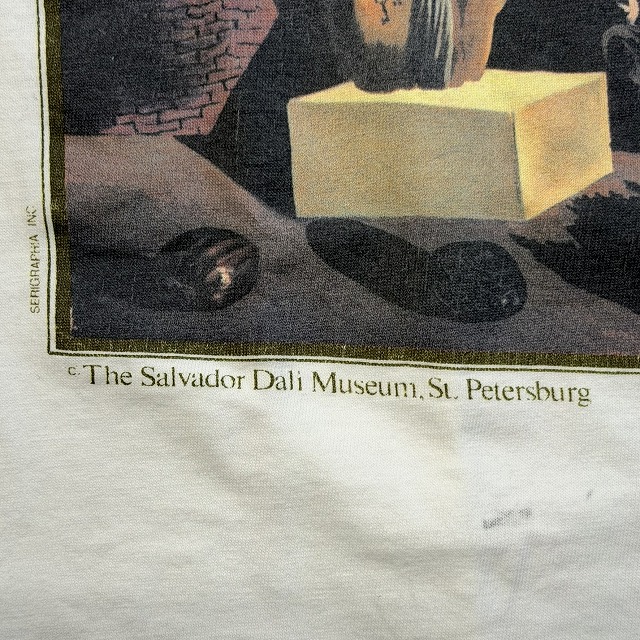 SERIGRAPHIA INC
© The Salvador Dali Museum, St. Petersburg